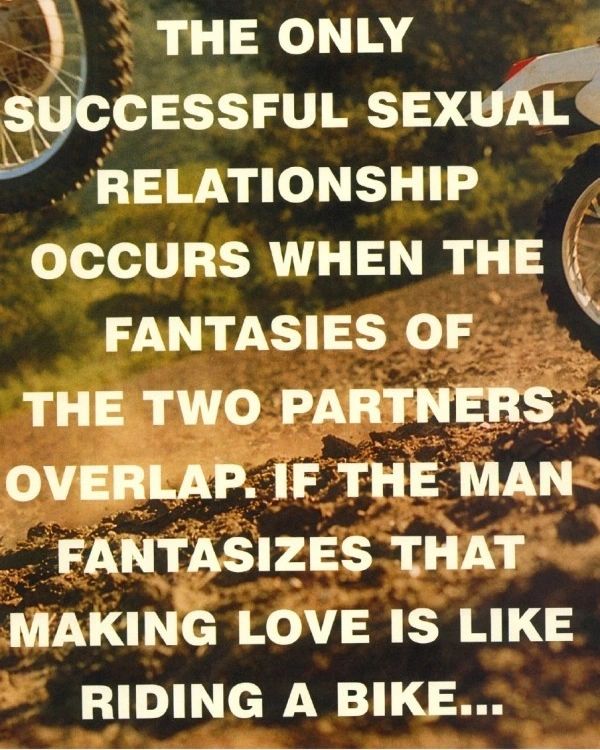 THE ONLY
SUCCESSFUL SEXUAL
RELATIONSHIP
OCCURS WHEN THE
FANTASIES OF
THE TWO PARTNERS
OVERLAP. IF THE MAN
FANTASIZES THAT
MAKING LOVE IS LIKE
RIDING A BIKE...